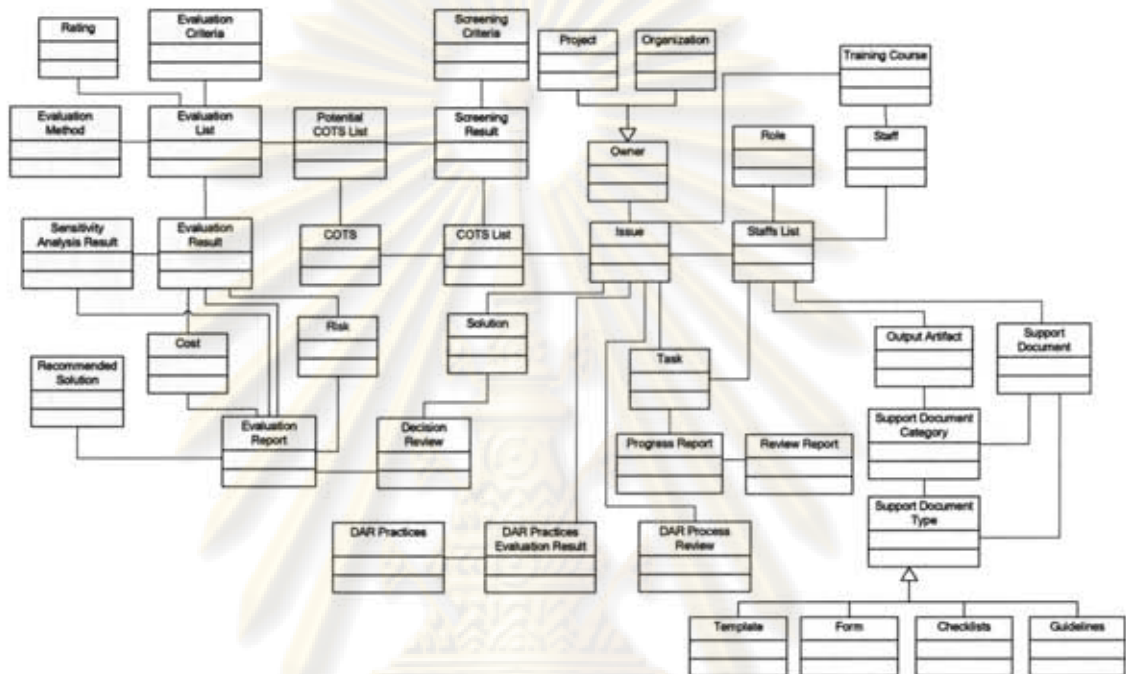 Rating
Evaluation
Criteria
Screening
Criteria
Project
Organization
Training Course
Evaluation
Method
Evaluation
List
Potential
COTS List
Screening
Result
Owner
Role
Staff
Sensitivity
Analysis Result
Evaluation
Result
COTS
COTS List
Issue
Staffs List
Cost
Risk
Solution
Task
Output Artifact
Support
Document
Recommended
Solution
Evaluation
Report
Decision
Review
Progress Report
Review Report
Support Document
Category
Support Document
Type
DAR Practices
DAR Practices
Evaluation Result
DAR Process
Review
Template
Form
Checklists
Guidelines